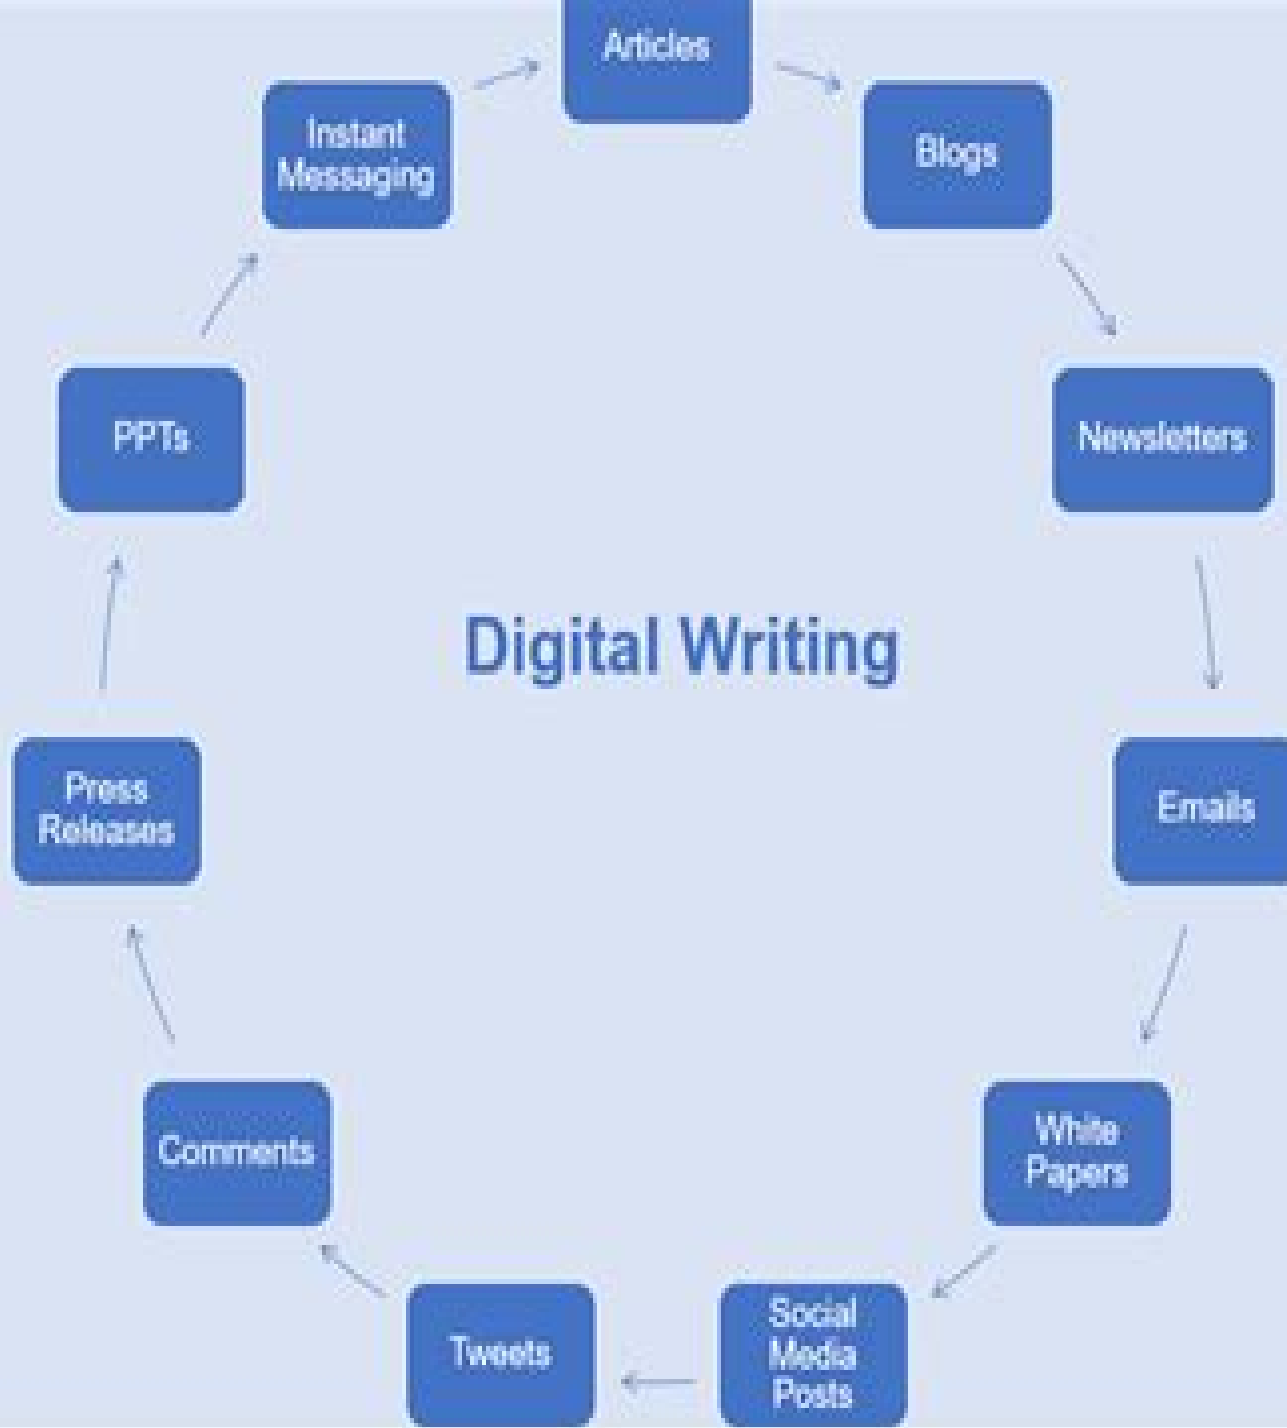 Articles
Blogs
Newsletters
Emails
White
Papers
Social
Media
Posts
Tweets
Comments
Press
Releases
PPTs
Instant
Messaging
Digital Writing